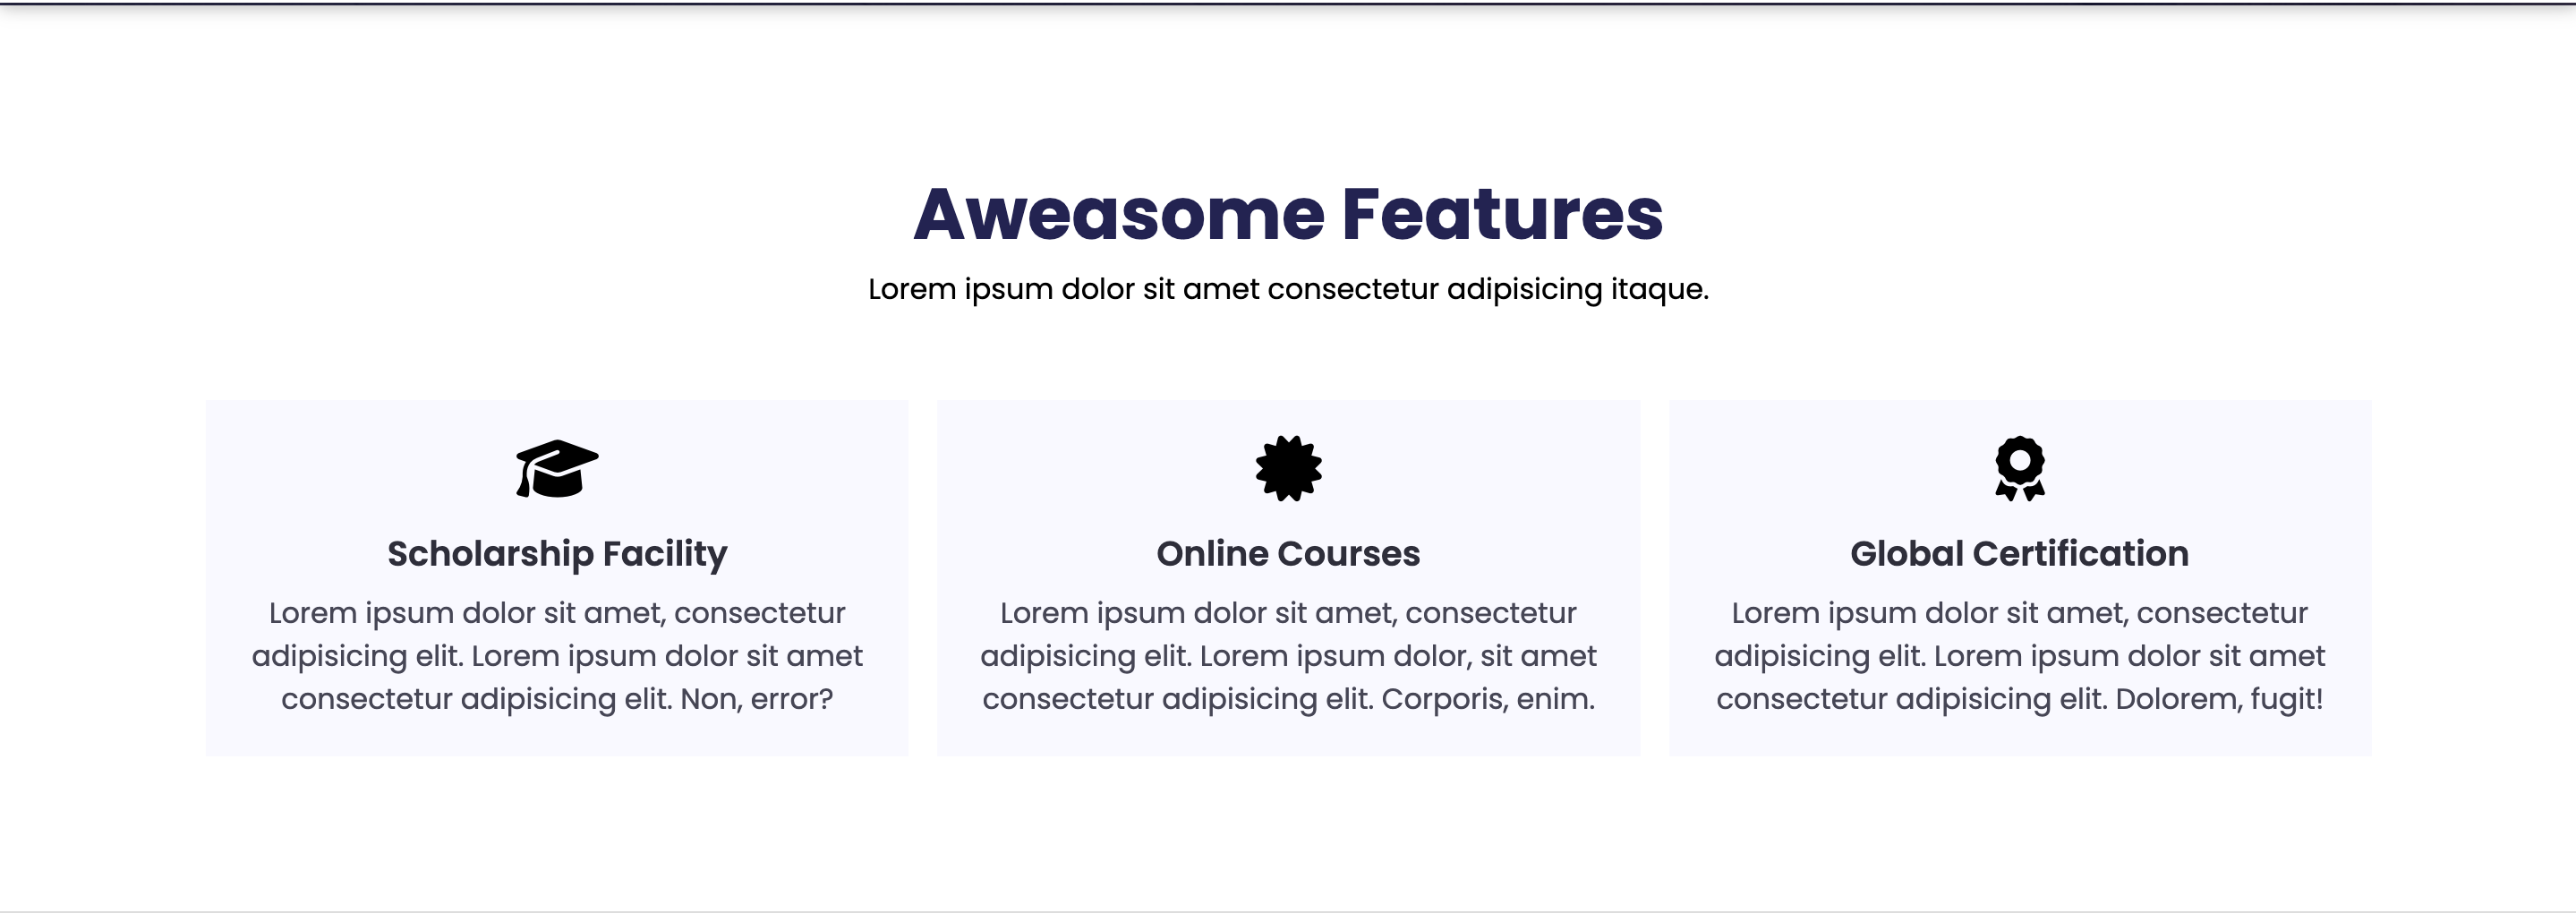 Aweasome Features
Lorem ipsum dolor sit amet consectetur adipisicing itaque.
Scholarship Facility
Lorem ipsum dolor sit amet, consectetur
adipisicing elit. Lorem ipsum dolor sit amet
consectetur adipisicing elit. Non, error?
Online Courses
Lorem ipsum dolor sit amet, consectetur
adipisicing elit. Lorem ipsum dolor, sit amet
consectetur adipisicing elit. Corporis, enim.
Global Certification
Lorem ipsum dolor sit amet, consectetur
adipisicing elit. Lorem ipsum dolor sit amet
consectetur adipisicing elit. Dolorem, fugit!